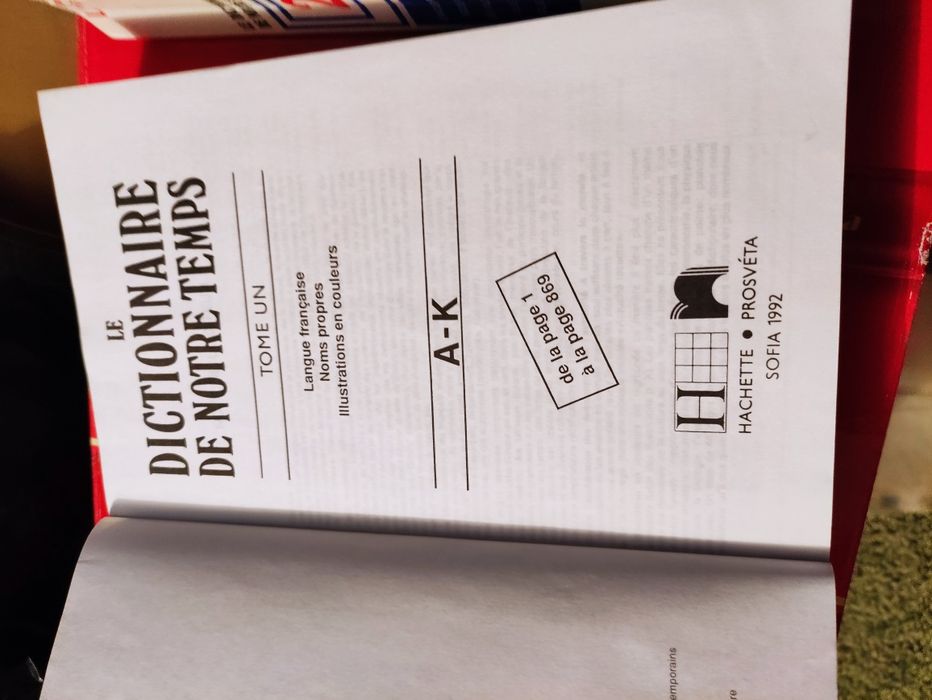 LE
DICTIONNAIRE
DE NOTRE TEMPS
TOME UN
Langue française
Noms propres
Illustrations en couleurs
A - K
de la page 1
à la page 869
H
HACHETTE • PROSVÉTA
SOFIA 1992